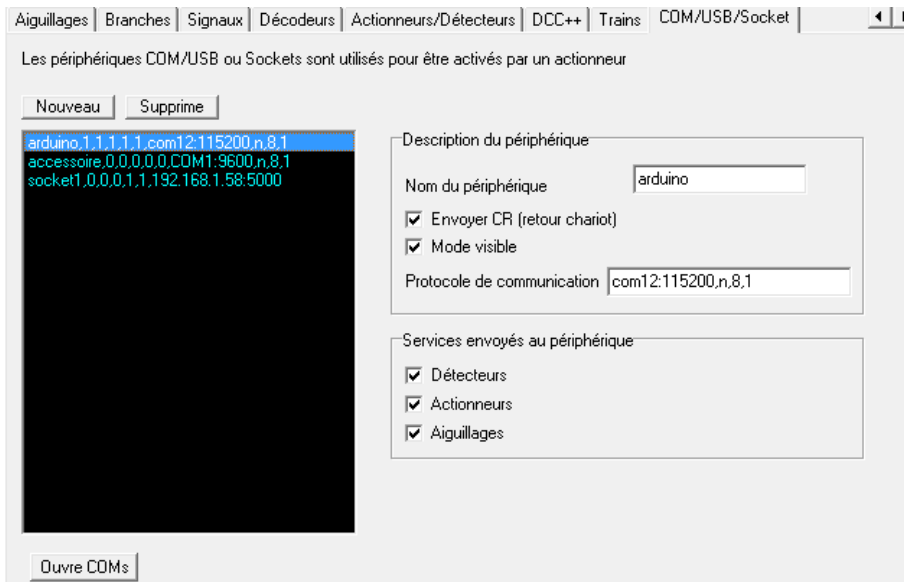 Aiguillages Branches Signaux Décodeurs Actionneurs/Détecteurs DCC++ Trains COM/USB/Socket
Les périphériques COM/USB ou Sockets sont utilisés pour être activés par un actionneur
Nouveau Supprime
arduino,1,1,1,1,1,com12:115200,n,8,1
accessoire,0,0,0,0,0,COM1:9600,n,8,1
socket1,0,0,0,1,1,192.168.1.58:5000
Description du périphérique
Nom du périphérique arduino
Envoyer CR (retour chariot)
Mode visible
Protocole de communication com12:115200,n,8,1
Services envoyés au périphérique
Détecteurs
Actionneurs
Aiguillages
Ouvre COMs